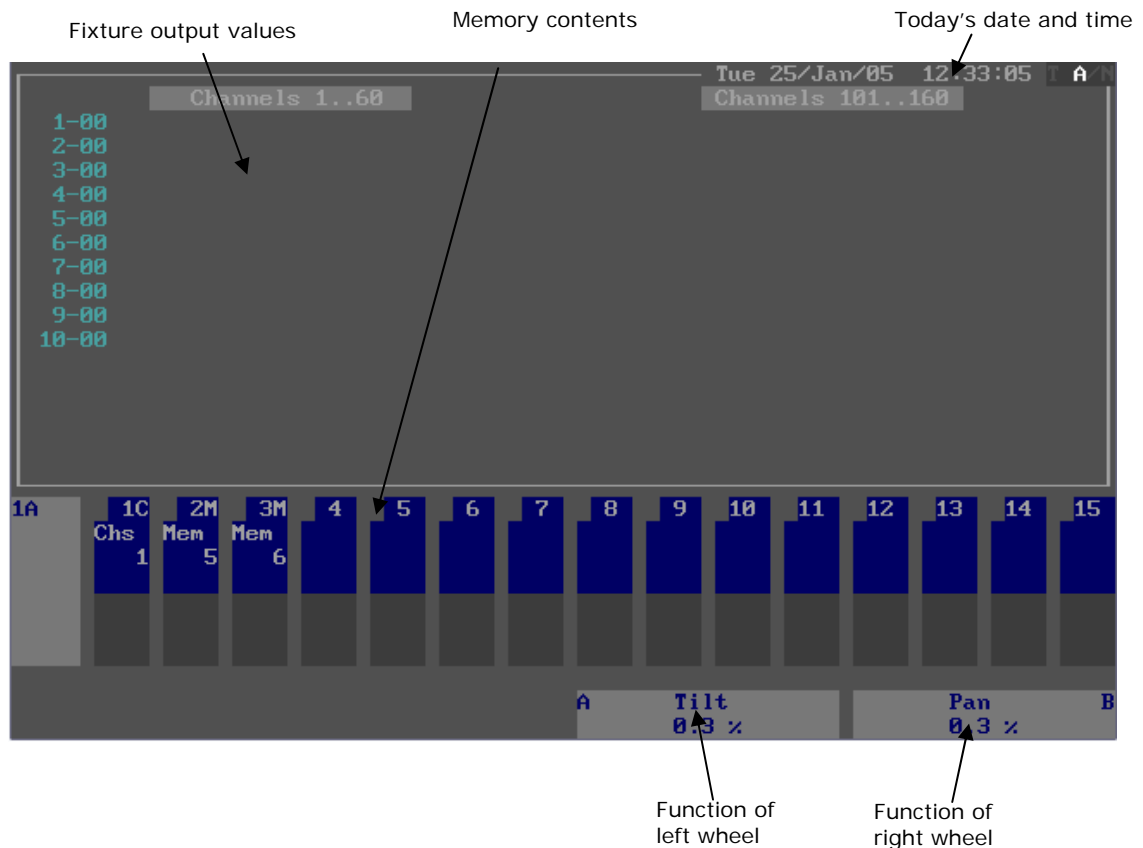 Fixture output values
Memory contents
Today's date and time
Tue 25/Jan/05 12:33:05 T A/N
Channels 1..60
Channels 101..160
1-00
2-00
3-00
4-00
5-00
6-00
7-00
8-00
9-00
10-00
1A 1C 2M 3M 4 5 6 7 8 9 10 11 12 13 14 15
Chs Mem Mem
1 5 6
A Tilt
0.3 %
Pan B
0.3 %
Function of
left wheel
Function of
right wheel